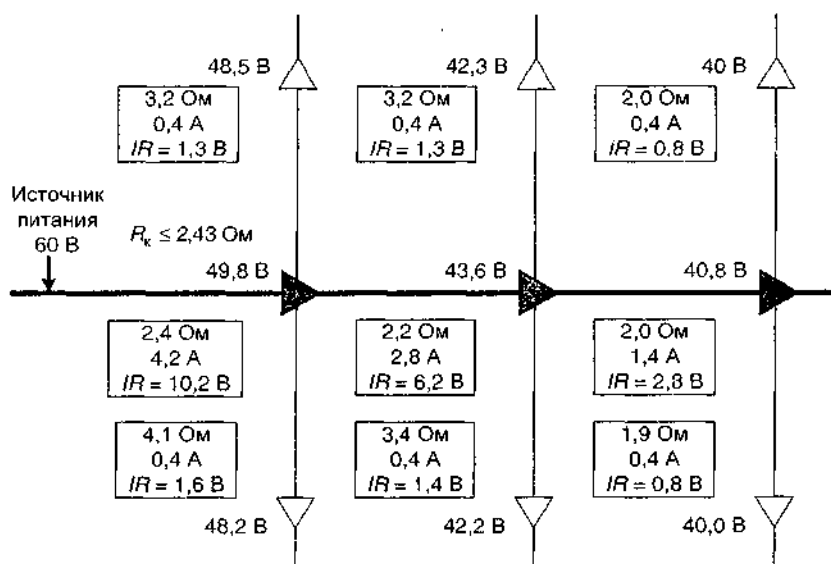 48,5 В
42,3 В
40 В
3,2 Ом
0,4 А
IR = 1,3 В
3,2 Ом
0,4 А
IR = 1,3 В
2,0 Ом
0,4 А
IR = 0,8 В
Источник
питания
60 В
Rк ≤ 2,43 Ом
49,8 В
43,6 В
40,8 В
2,4 Ом
4,2 А
IR = 10,2 В
2,2 Ом
2,8 А
IR = 6,2 В
2,0 Ом
1,4 А
IR = 2,8 В
4,1 Ом
0,4 А
IR = 1,6 В
3,4 Ом
0,4 А
IR = 1,4 В
1,9 Ом
0,4 А
IR = 0,8 В
48,2 В
42,2 В
40,0 В